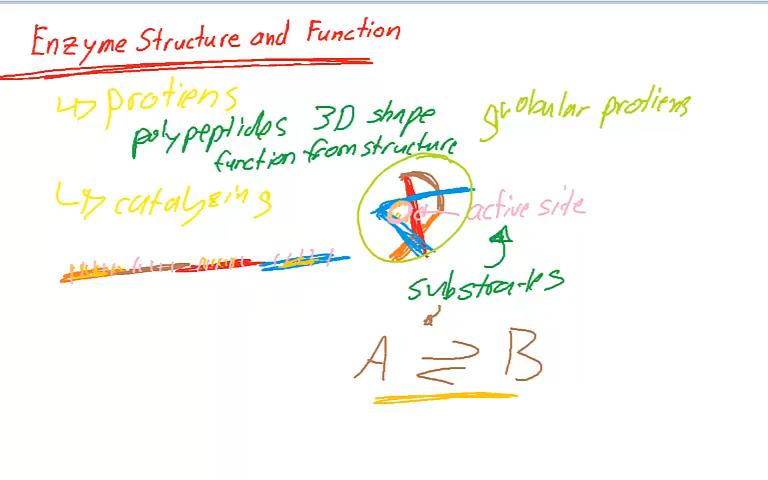 Enzyme Structure and Function
↳ protiens
polypeptides 3D shape
function from structure
globular protiens
↳ catalyzing
active site
substrates
A ⇌ B